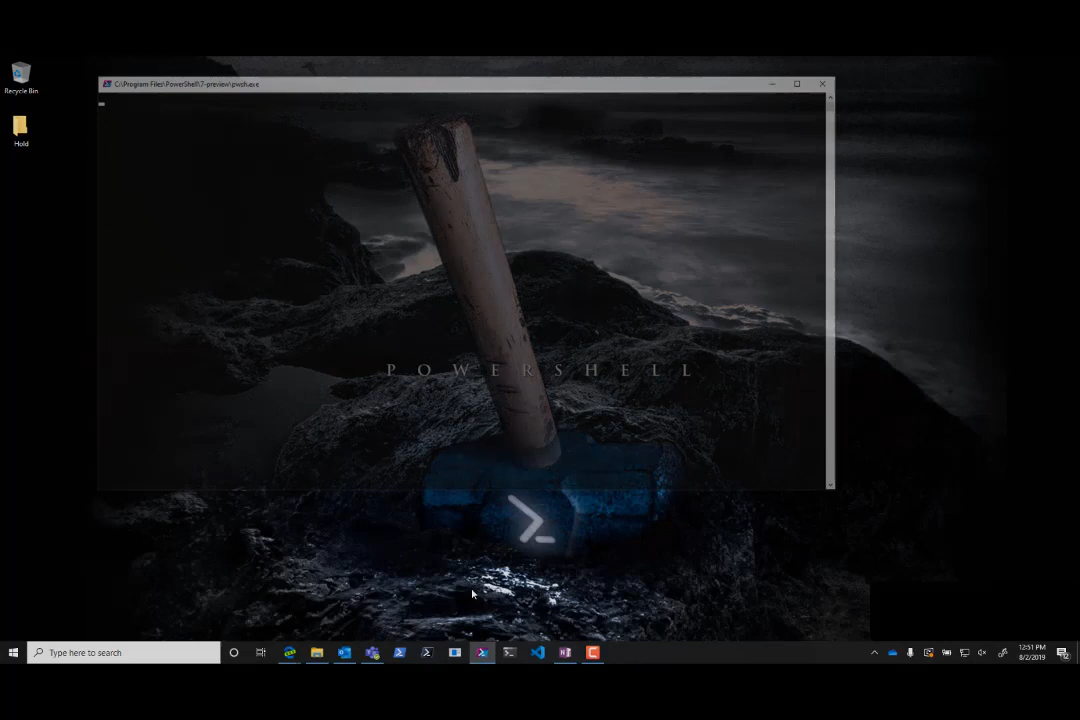 Recycle Bin
Hold
C:\Program Files\PowerShell\7-preview\pwsh.exe
POWERSHELL
Type here to search
12:51 PM
8/2/2019